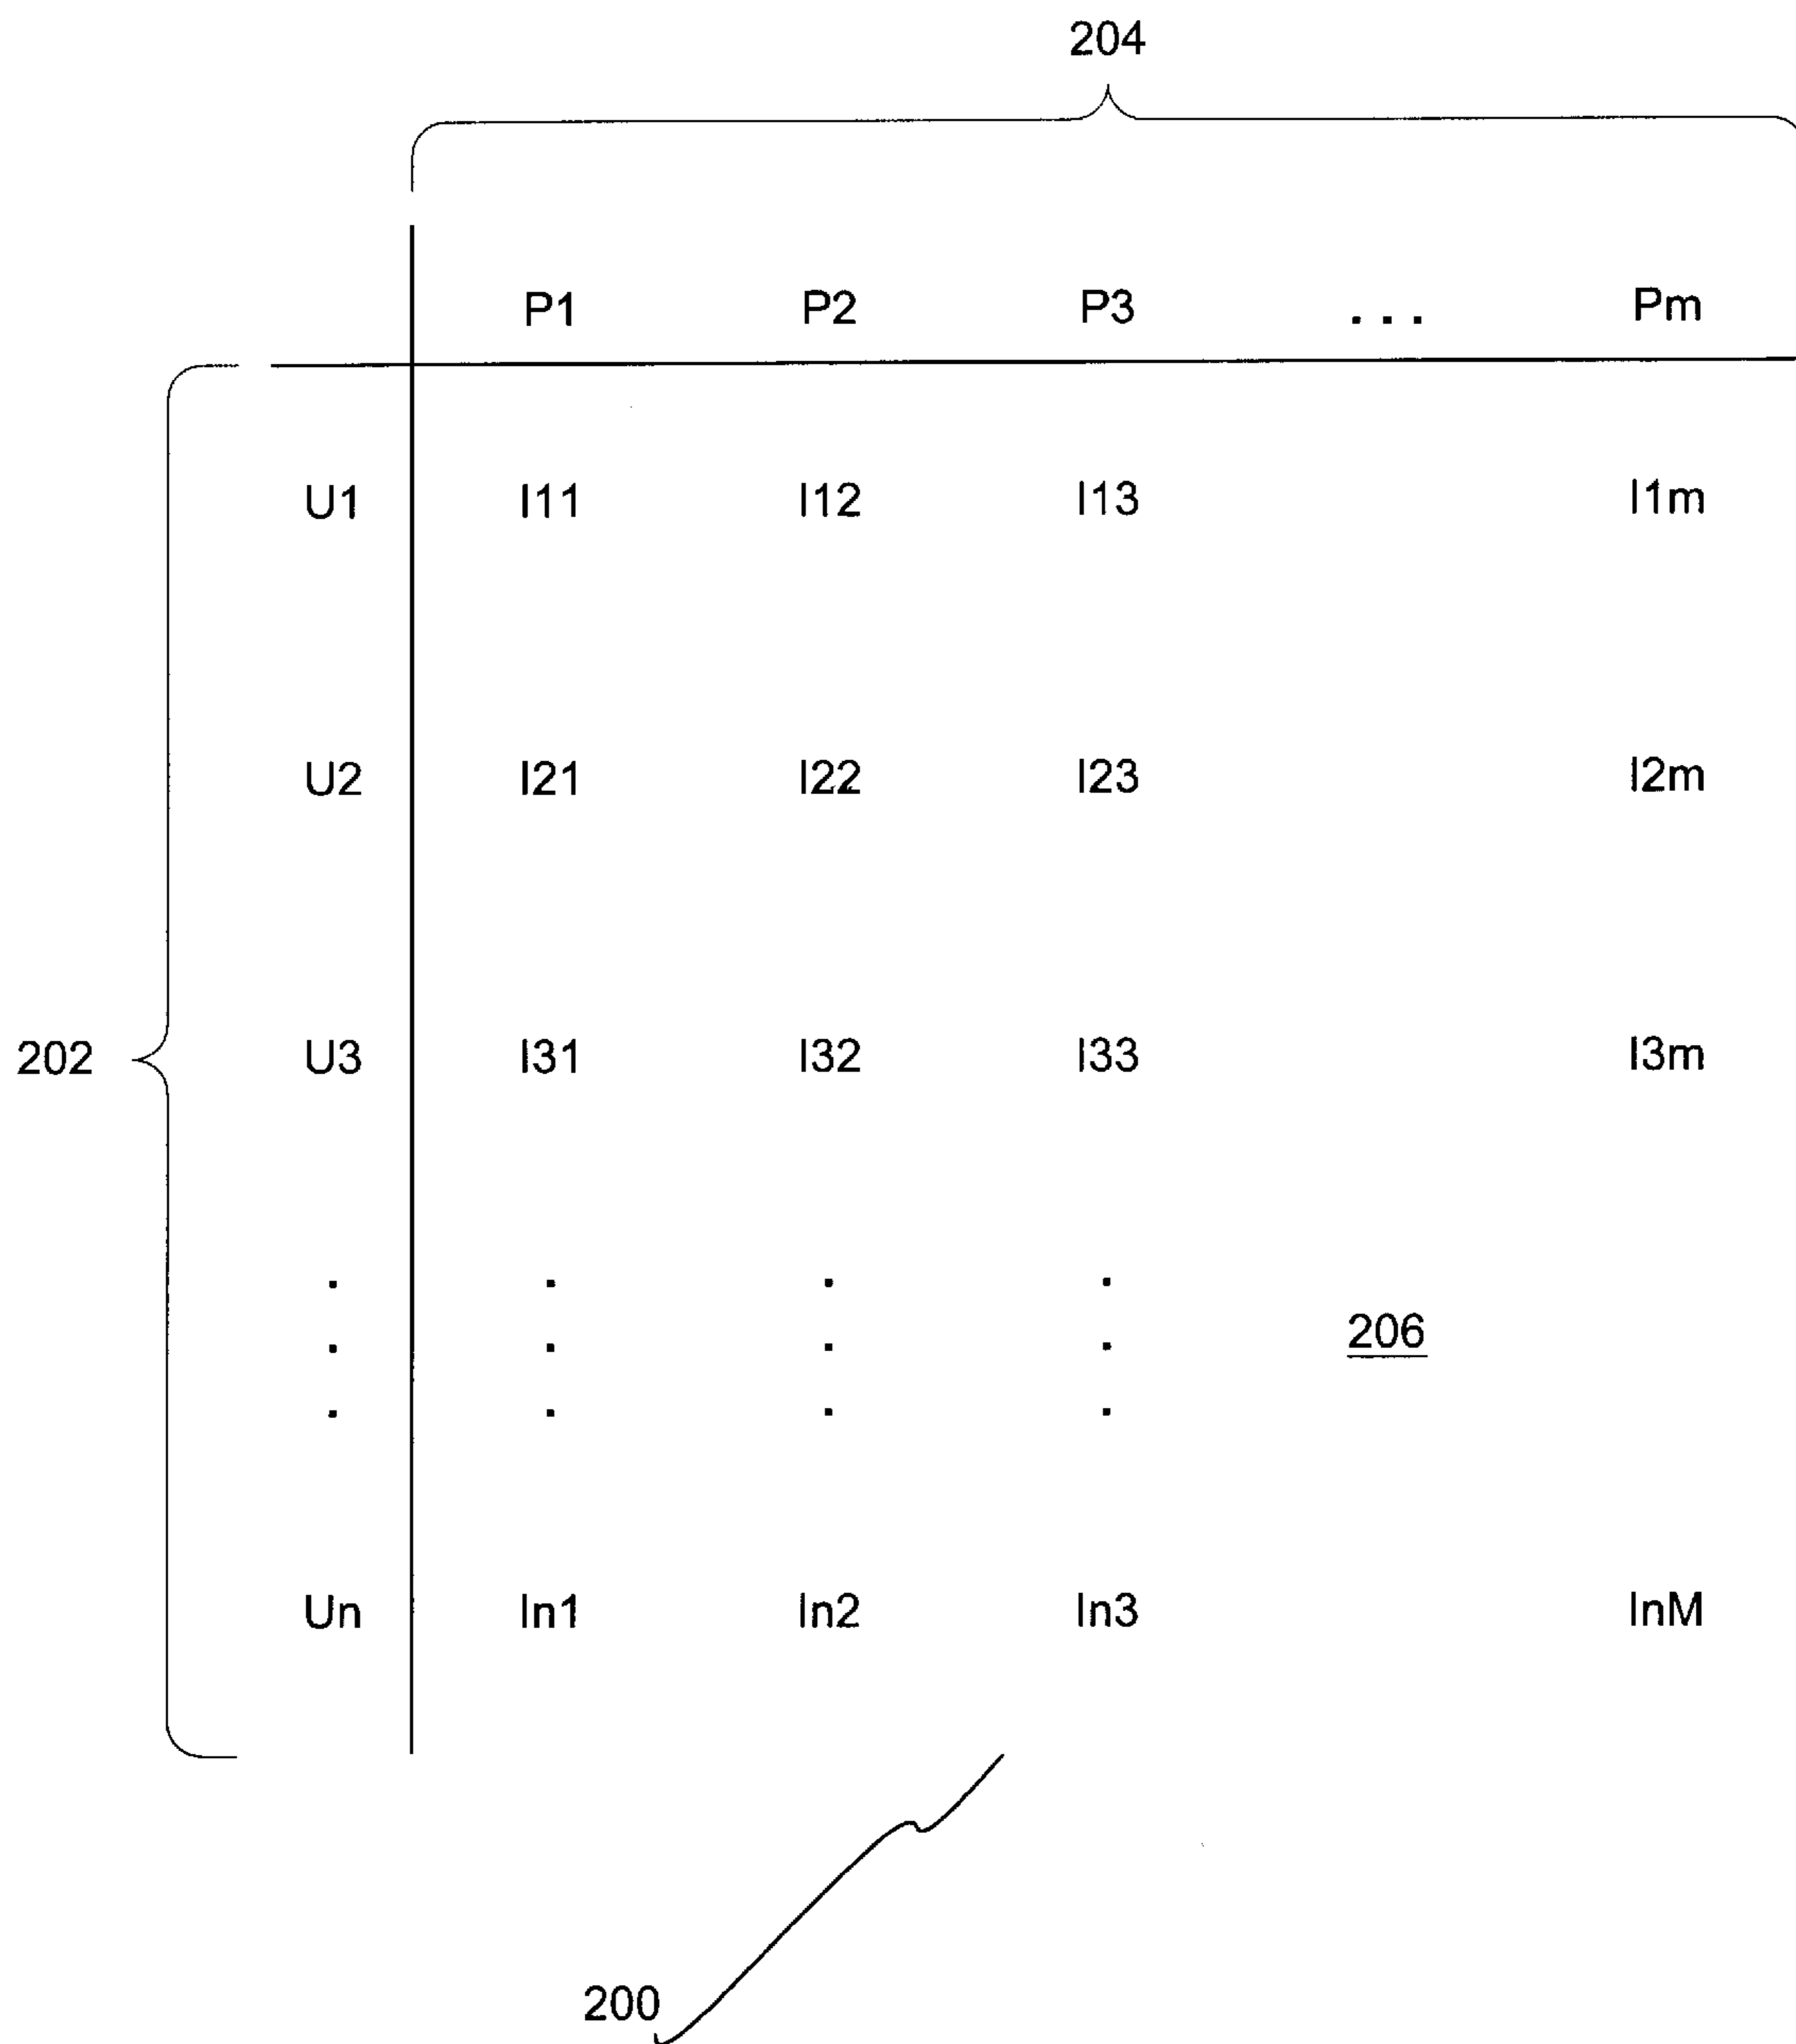 204
P1 P2 P3 ... Pm
U1 I11 I12 I13 I1m
U2 I21 I22 I23 I2m
202 U3 I31 I32 I33 I3m
. . . .
. . . . 206
. . . .
Un In1 In2 In3 InM
200